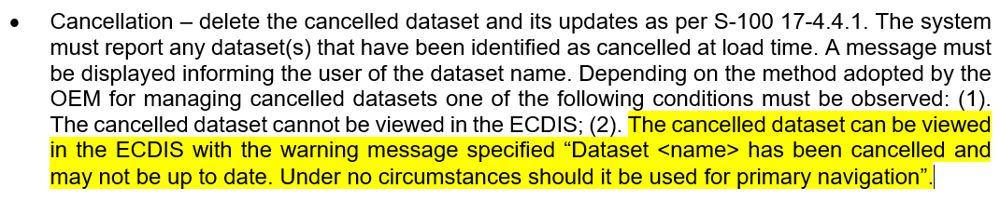 • Cancellation – delete the cancelled dataset and its updates as per S-100 17-4.4.1. The system
must report any dataset(s) that have been identified as cancelled at load time. A message must
be displayed informing the user of the dataset name. Depending on the method adopted by the
OEM for managing cancelled datasets one of the following conditions must be observed: (1).
The cancelled dataset cannot be viewed in the ECDIS; (2). The cancelled dataset can be viewed
in the ECDIS with the warning message specified “Dataset <name> has been cancelled and
may not be up to date. Under no circumstances should it be used for primary navigation”.